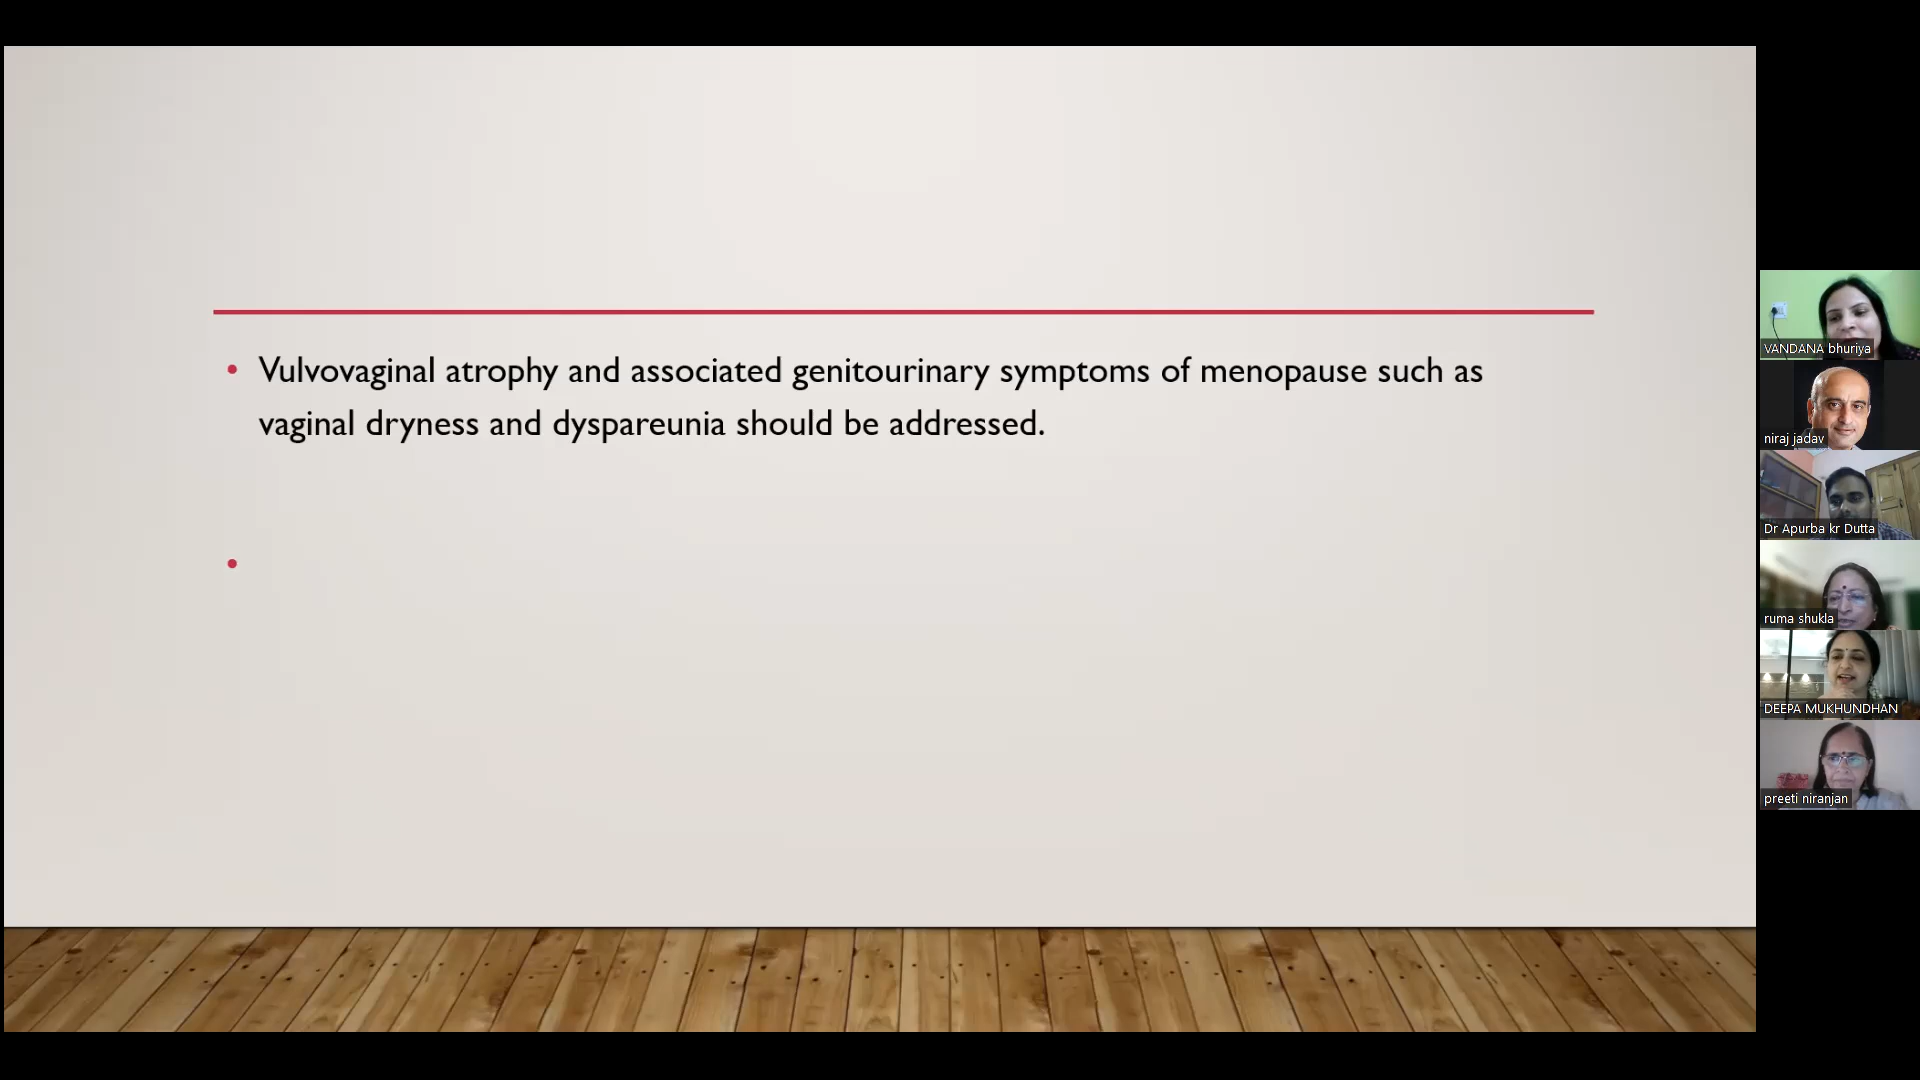 • Vulvovaginal atrophy and associated genitourinary symptoms of menopause such as
vaginal dryness and dyspareunia should be addressed.
•
VANDANA bhuriya
niraj jadav
Dr Apurba kr Dutta
ruma shukla
DEEPA MUKHUNDHAN
preeti niranjan